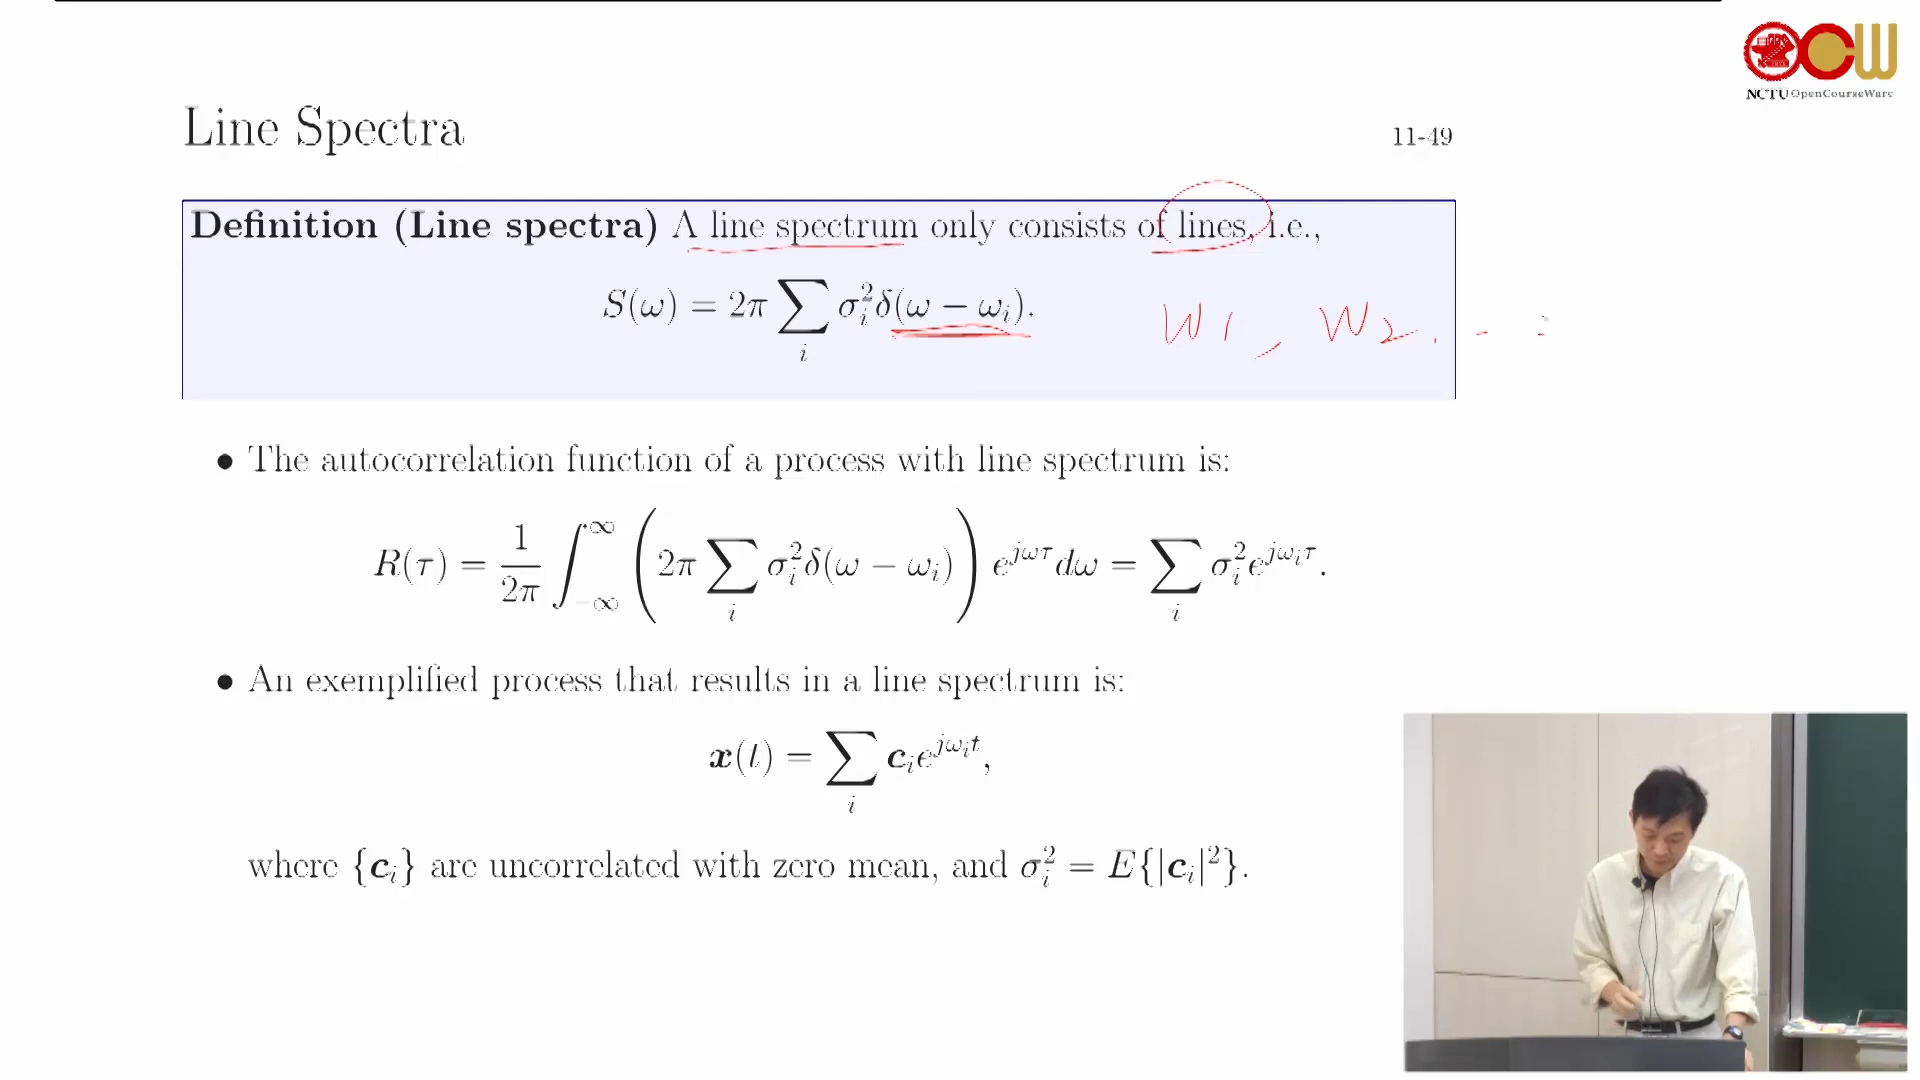 NCTU OpenCourseWare
Line Spectra
11-49
Definition (Line spectra) A line spectrum only consists of lines, i.e.,
S(ω) = 2π ∑_i σ_i^2 δ(ω − ω_i).
W1, W2, . . .
• The autocorrelation function of a process with line spectrum is:
R(τ) = 1/2π ∫_{−∞}^{∞} (2π ∑_i σ_i^2 δ(ω − ω_i)) e^{jωτ} dω = ∑_i σ_i^2 e^{jω_iτ}.
• An exemplified process that results in a line spectrum is:
x(t) = ∑_i c_i e^{jω_it},
where {c_i} are uncorrelated with zero mean, and σ_i^2 = E{|c_i|^2}.